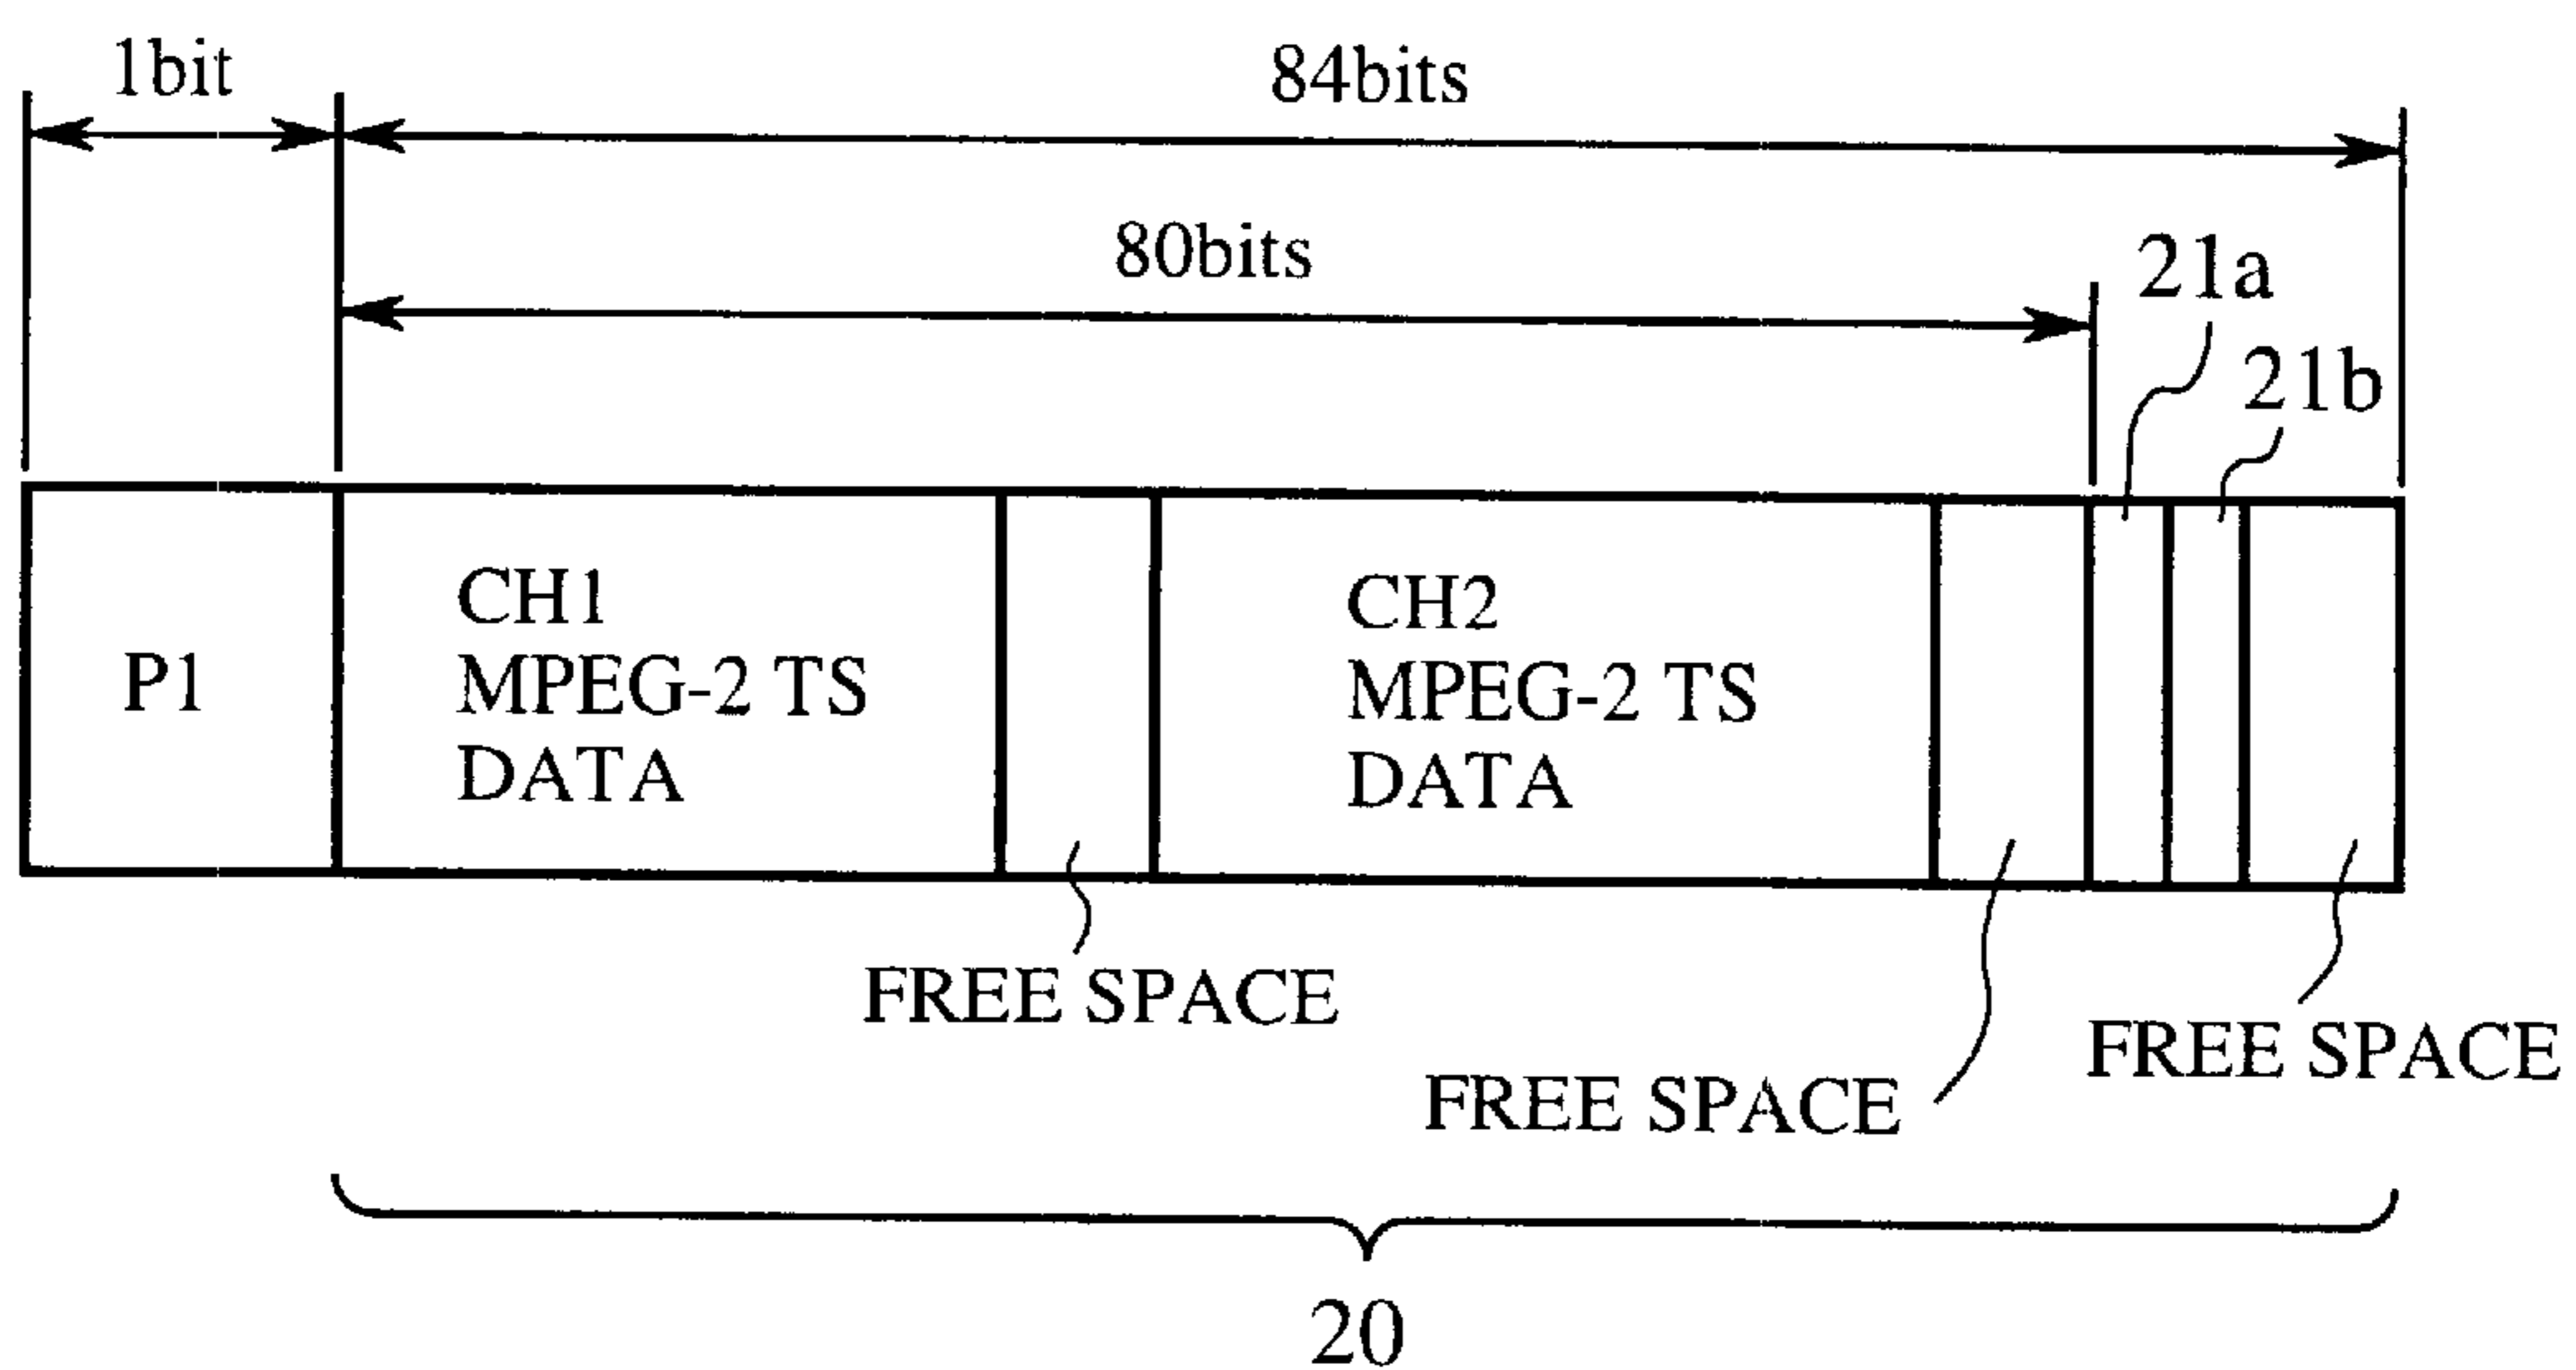 1bit
84bits
80bits
21a
21b
P1
CH1
MPEG-2 TS
DATA
CH2
MPEG-2 TS
DATA
FREE SPACE
FREE SPACE
FREE SPACE
20